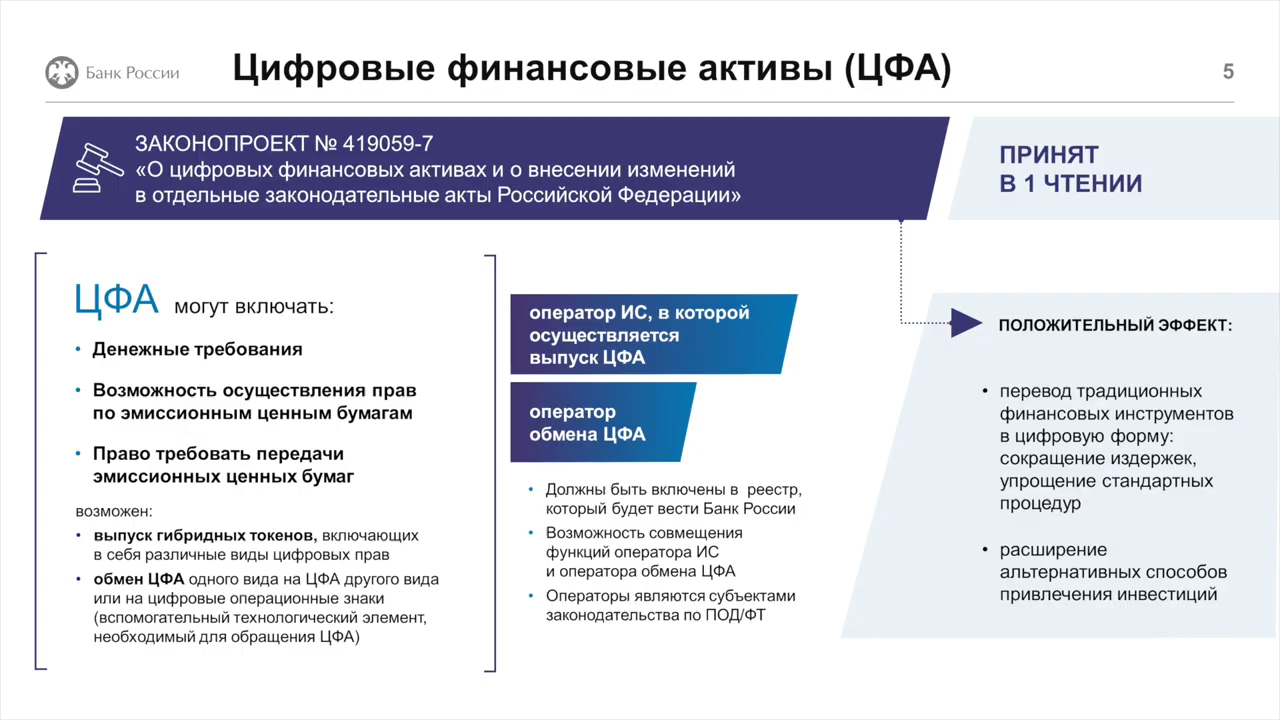 Банк России
Цифровые финансовые активы (ЦФА)
5
ЗАКОНОПРОЕКТ № 419059-7
«О цифровых финансовых активах и о внесении изменений
в отдельные законодательные акты Российской Федерации»
ПРИНЯТ
В 1 ЧТЕНИИ
ЦФА могут включать:
• Денежные требования
• Возможность осуществления прав
по эмиссионным ценным бумагам
• Право требовать передачи
эмиссионных ценных бумаг
возможен:
• выпуск гибридных токенов, включающих
в себя различные виды цифровых прав
• обмен ЦФА одного вида на ЦФА другого вида
или на цифровые операционные знаки
(вспомогательный технологический элемент,
необходимый для обращения ЦФА)
оператор ИС, в которой
осуществляется
выпуск ЦФА
оператор
обмена ЦФА
• Должны быть включены в реестр,
который будет вести Банк России
• Возможность совмещения
функций оператора ИС
и оператора обмена ЦФА
• Операторы являются субъектами
законодательства по ПОД/ФТ
ПОЛОЖИТЕЛЬНЫЙ ЭФФЕКТ:
• перевод традиционных
финансовых инструментов
в цифровую форму:
сокращение издержек,
упрощение стандартных
процедур
• расширение
альтернативных способов
привлечения инвестиций